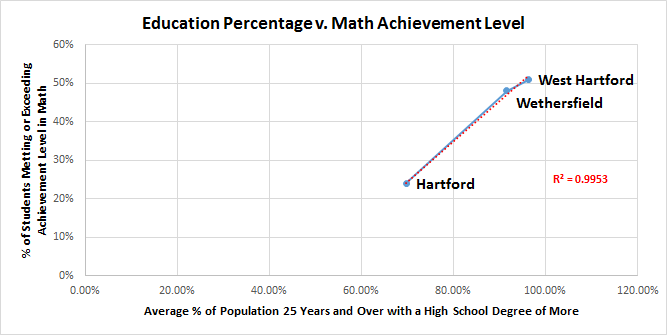 Education Percentage v. Math Achievement Level
% of Students Metting or Exceeding
Achievement Level in Math
60%
50%
40%
30%
20%
10%
0%
West Hartford
Wethersfield
Hartford
R² = 0.9953
0.00%
20.00%
40.00%
60.00%
80.00%
100.00%
120.00%
Average % of Population 25 Years and Over with a High School Degree of More